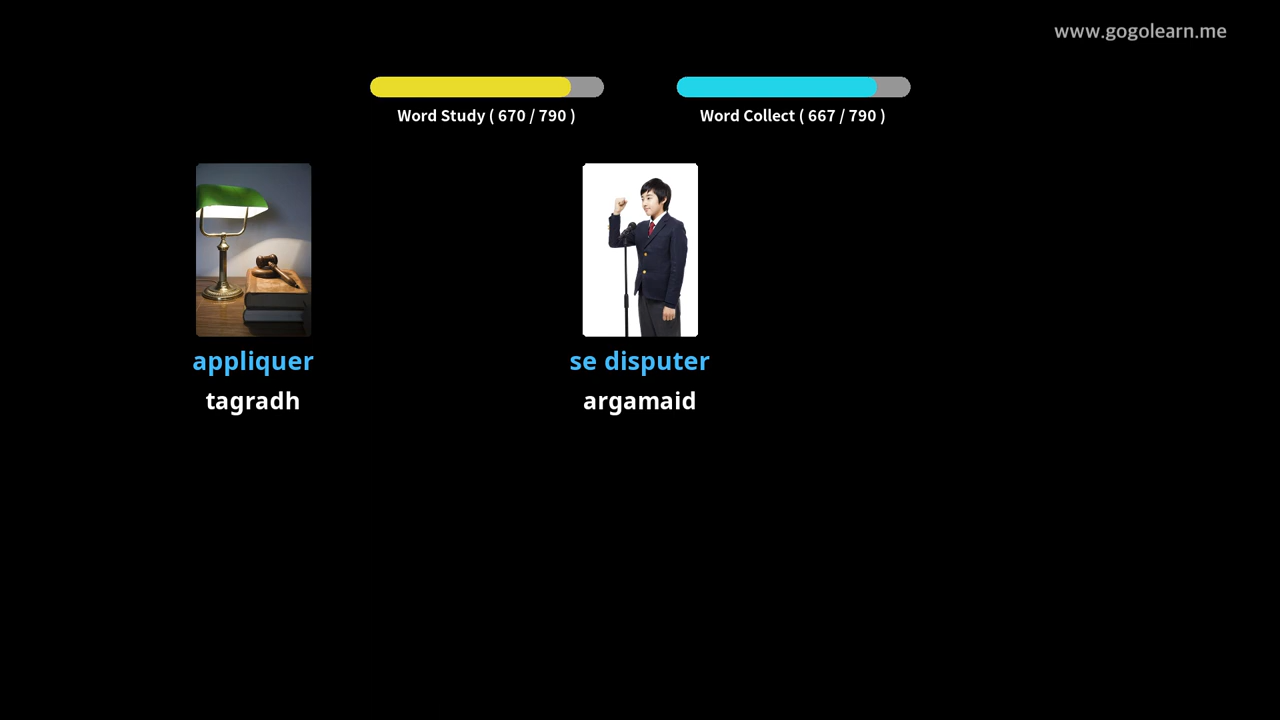 www.gogolearn.me
Word Study ( 670 / 790 )
Word Collect ( 667 / 790 )
appliquer
tagradh
se disputer
argamaid